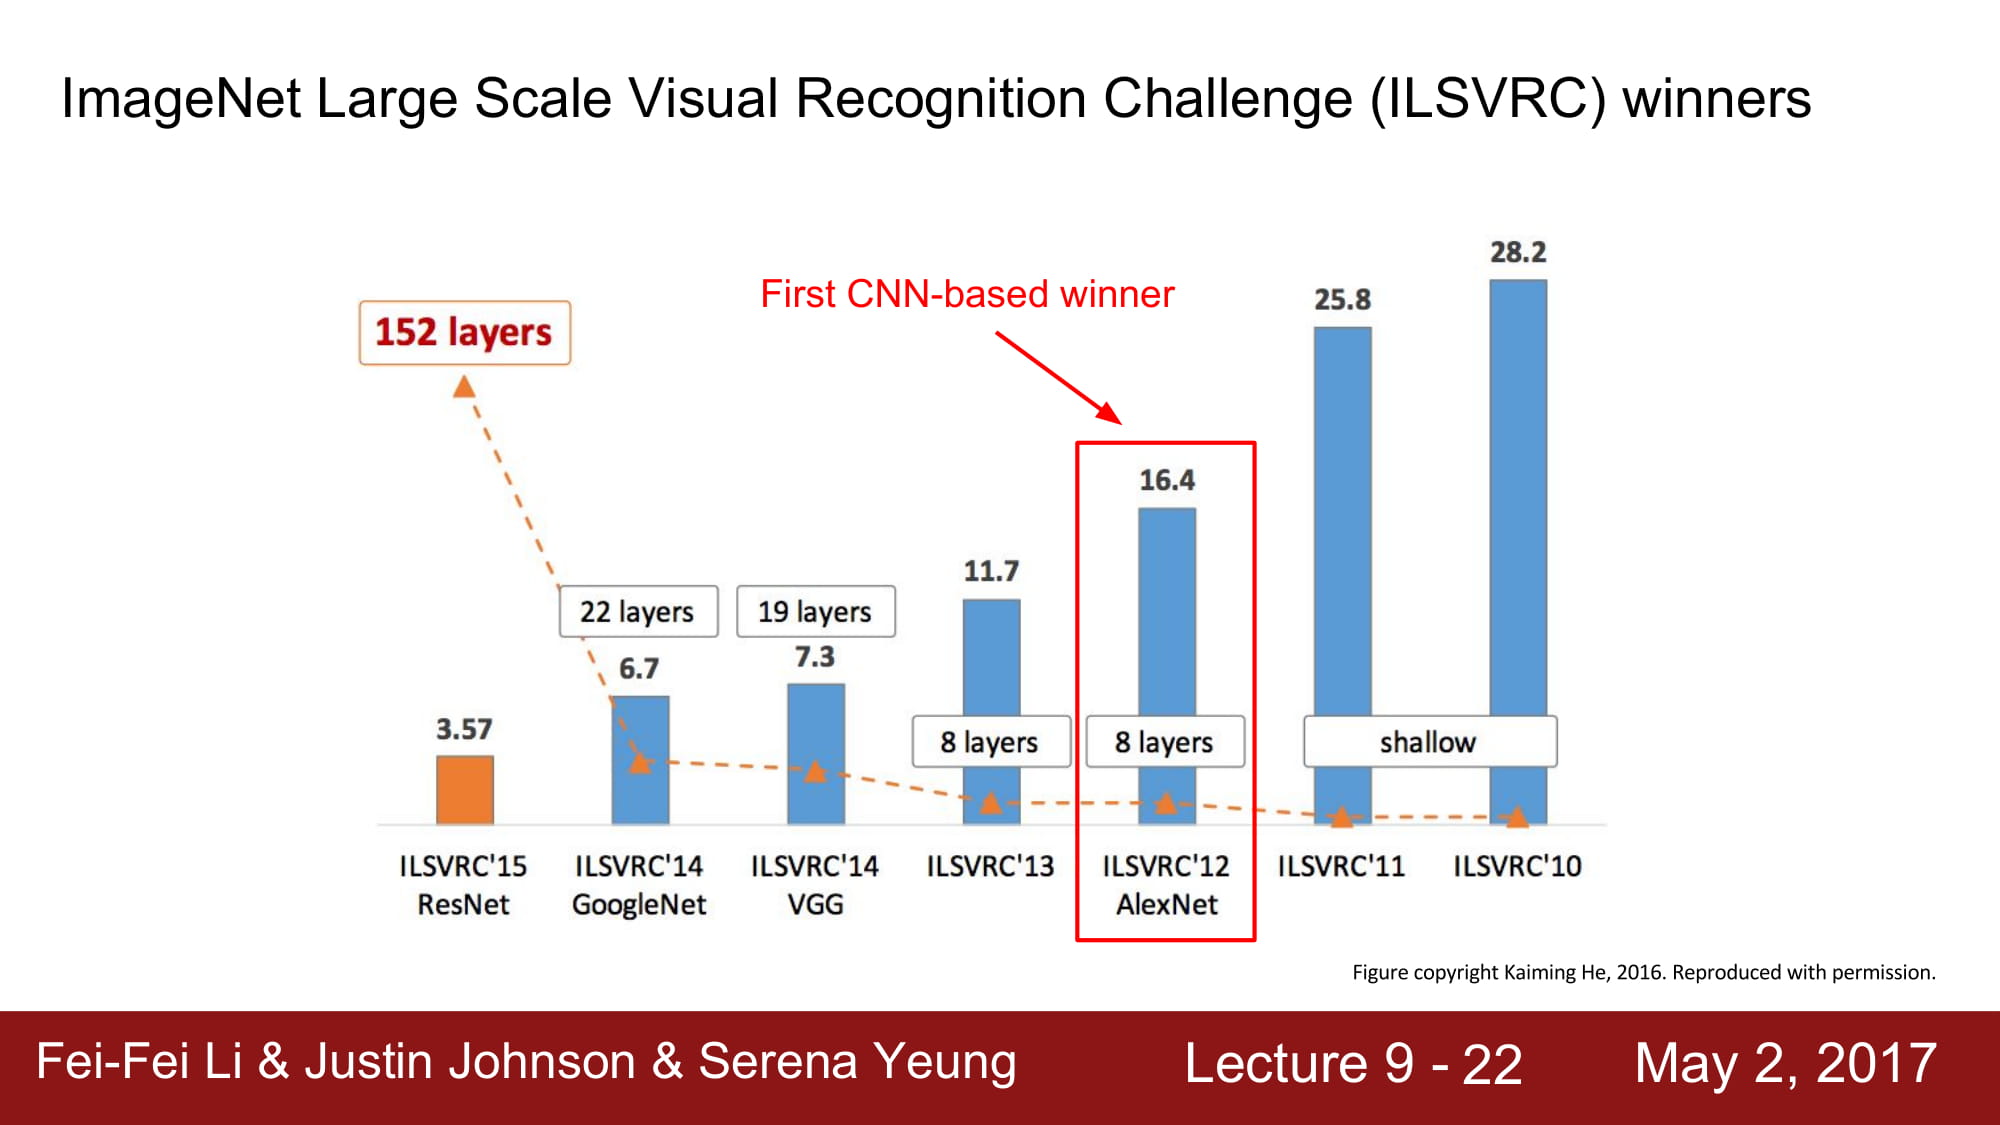 ImageNet Large Scale Visual Recognition Challenge (ILSVRC) winners
28.2
First CNN-based winner
25.8
152 layers
16.4
11.7
22 layers
19 layers
7.3
6.7
3.57
8 layers
8 layers
shallow
ILSVRC'15
ResNet
ILSVRC'14
GoogleNet
ILSVRC'14
VGG
ILSVRC'13
ILSVRC'12
AlexNet
ILSVRC'11
ILSVRC'10
Figure copyright Kaiming He, 2016. Reproduced with permission.
Fei-Fei Li & Justin Johnson & Serena Yeung
Lecture 9 - 22
May 2, 2017